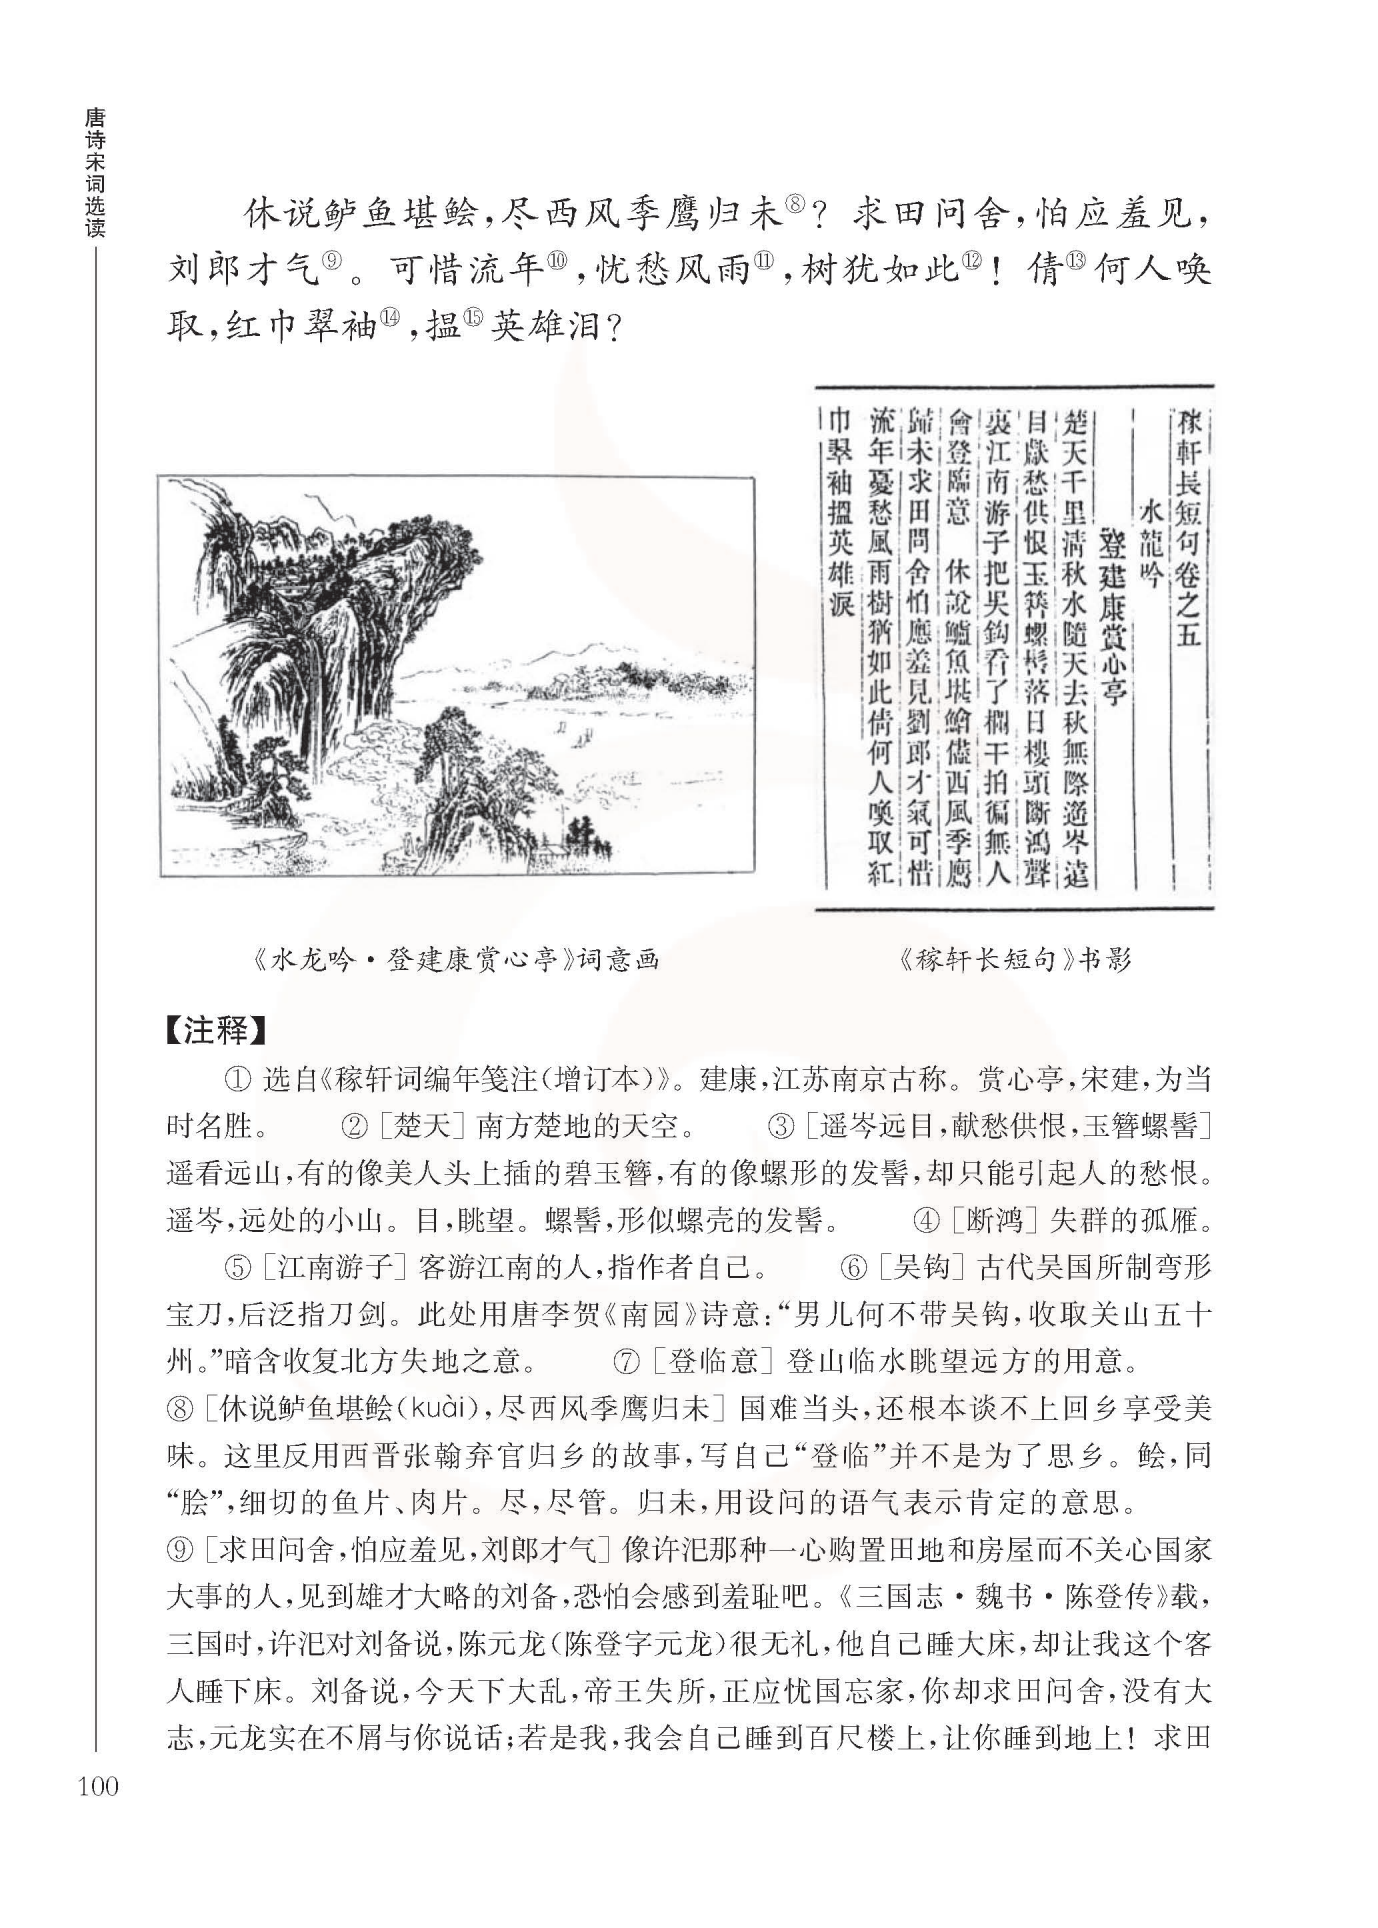 唐诗宋词选读
休说鲈鱼堪鲙,尽西风季鹰归未⑧? 求田问舍,怕应羞见,
刘郎才气⑨。可惜流年⑩,忧愁风雨⑪,树犹如此⑫! 倩⑬何人唤
取,红巾翠袖⑭,揾⑮英雄泪?
稼軒長短句卷之五
水龍吟
登建康賞心亭
楚天千里清秋水隨天去秋無際遥岑遠
目獻愁供恨玉簪螺髻落日樓頭斷鴻聲
裏江南游子把吴鈎看了欄干拍徧無人
會登臨意 休說鱸魚堪鱠儘西風季鷹
歸未求田問舍怕應羞見劉郎才氣可惜
流年憂愁風雨樹猶如此倩何人喚取紅
巾翠袖搵英雄淚
《水龙吟·登建康赏心亭》词意画
《稼轩长短句》书影
【注释】
① 选自《稼轩词编年笺注(增订本)》。建康,江苏南京古称。赏心亭,宋建,为当
时名胜。 ②[楚天]南方楚地的天空。 ③[遥岑远目,献愁供恨,玉簪螺髻]
遥看远山,有的像美人头上插的碧玉簪,有的像螺形的发髻,却只能引起人的愁恨。
遥岑,远处的小山。目,眺望。螺髻,形似螺壳的发髻。 ④[断鸿]失群的孤雁。
⑤[江南游子]客游江南的人,指作者自己。 ⑥[吴钩]古代吴国所制弯形
宝刀,后泛指刀剑。此处用唐李贺《南园》诗意:“男儿何不带吴钩,收取关山五十
州。”暗含收复北方失地之意。 ⑦[登临意]登山临水眺望远方的用意。
⑧[休说鲈鱼堪鲙(kuài),尽西风季鹰归未]国难当头,还根本谈不上回乡享受美
味。这里反用西晋张翰弃官归乡的故事,写自己“登临”并不是为了思乡。鲙,同
“脍”,细切的鱼片、肉片。尽,尽管。归未,用设问的语气表示肯定的意思。
⑨[求田问舍,怕应羞见,刘郎才气]像许汜那种一心购置田地和房屋而不关心国家
大事的人,见到雄才大略的刘备,恐怕会感到羞耻吧。《三国志·魏书·陈登传》载,
三国时,许汜对刘备说,陈元龙(陈登字元龙)很无礼,他自己睡大床,却让我这个客
人睡下床。刘备说,今天下大乱,帝王失所,正应忧国忘家,你却求田问舍,没有大
志,元龙实在不屑与你说话;若是我,我会自己睡到百尺楼上,让你睡到地上! 求田
100